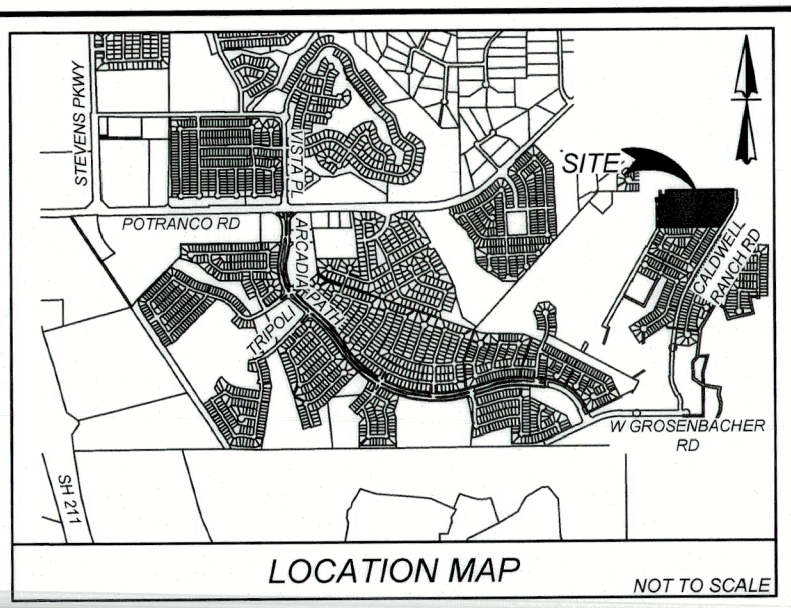 STEVENS PKWY
VISTA PL
SITE
POTRANCO RD
ARCADIA PATH
CALDWELL
RANCH RD
TRIPOLI
W GROSENBACHER
RD
SH 211
LOCATION MAP
NOT TO SCALE